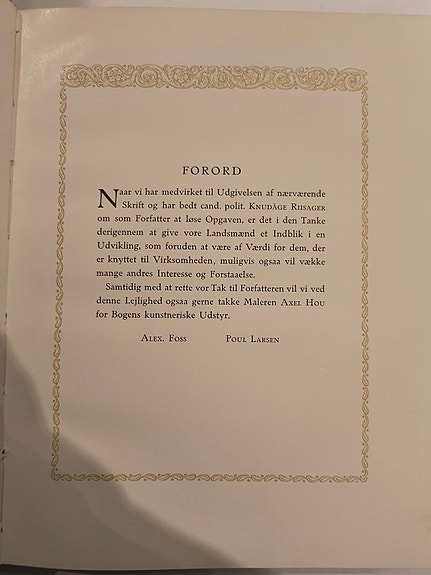 FORORD
Naar vi har medvirket til Udgivelsen af nærværende
Skrift og har bedt cand. polit. KNUDÅGE RIISAGER
om som Forfatter at løse Opgaven, er det i den Tanke
derigennem at give vore Landsmænd et Indblik i en
Udvikling, som foruden at være af Værdi for dem, der
er knyttet til Virksomheden, muligvis ogsaa vil vække
mange andres Interesse og Forstaaelse.
Samtidig med at rette vor Tak til Forfatteren vil vi ved
denne Lejlighed ogsaa gerne takke Maleren AXEL HOU
for Bogens kunstneriske Udstyr.
ALEX. FOSS POUL LARSEN